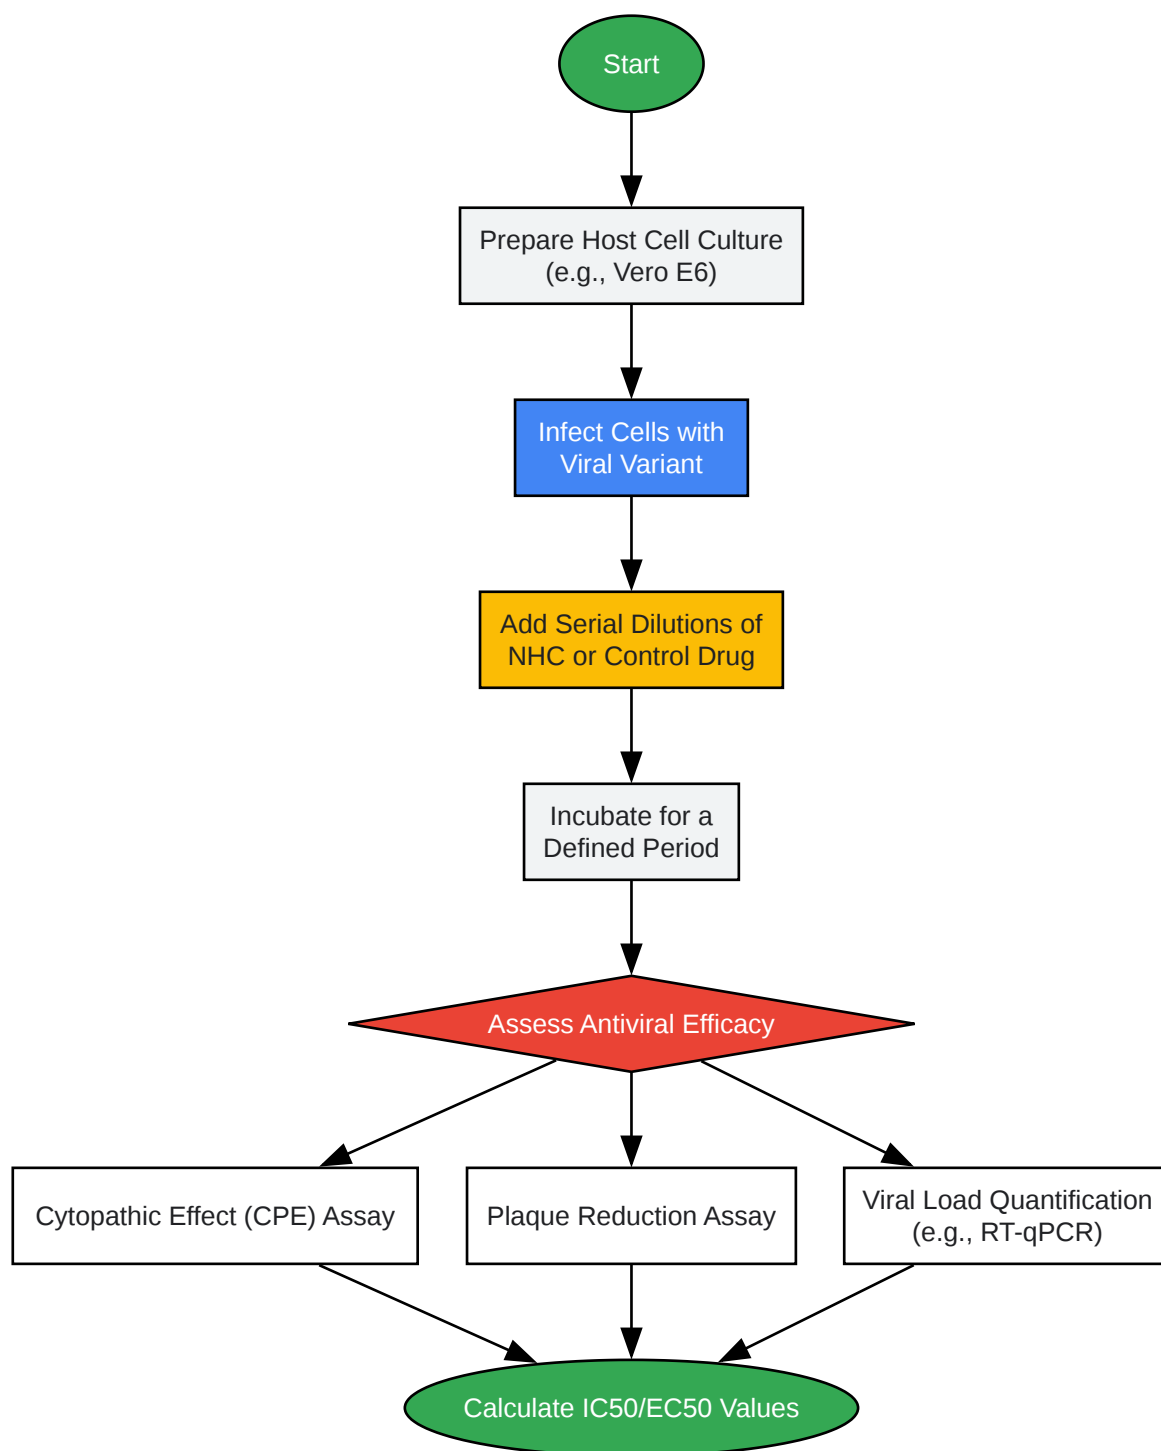 Start
Prepare Host Cell Culture
(e.g., Vero E6)
Infect Cells with
Viral Variant
Add Serial Dilutions of
NHC or Control Drug
Incubate for a
Defined Period
Assess Antiviral Efficacy
Cytopathic Effect (CPE) Assay
Plaque Reduction Assay
Viral Load Quantification
(e.g., RT-qPCR)
Calculate IC50/EC50 Values